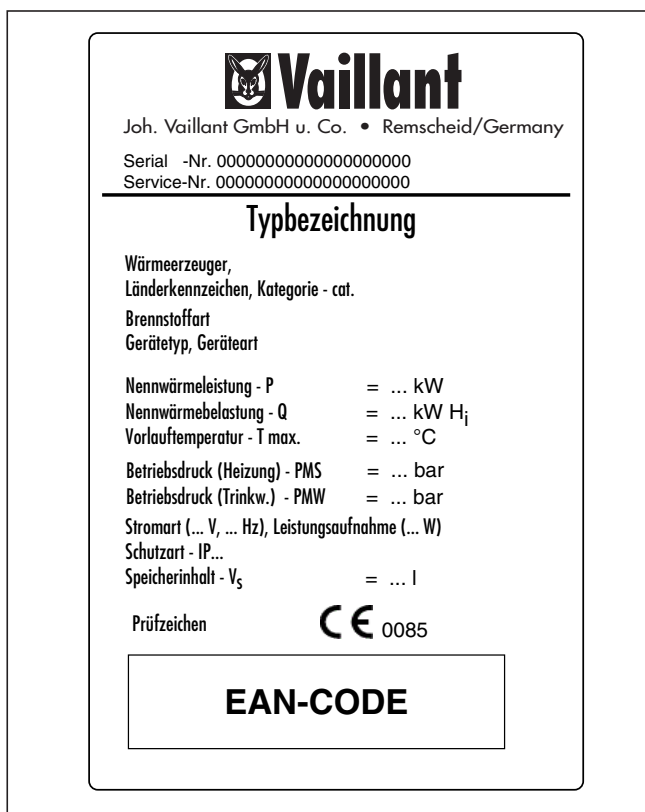 Vaillant
Joh. Vaillant GmbH u. Co. • Remscheid/Germany
Serial -Nr. 00000000000000000000
Service-Nr. 00000000000000000000
Typbezeichnung
Wärmeerzeuger,
Länderkennzeichen, Kategorie - cat.
Brennstoffart
Gerätetyp, Geräteart
Nennwärmeleistung - P = ... kW
Nennwärmebelastung - Q = ... kW Hi
Vorlauftemperatur - T max. = ... °C
Betriebsdruck (Heizung) - PMS = ... bar
Betriebsdruck (Trinkw.) - PMW = ... bar
Stromart (... V, ... Hz), Leistungsaufnahme (... W)
Schutzart - IP...
Speicherinhalt - Vs = ... l
Prüfzeichen CE 0085
EAN-CODE